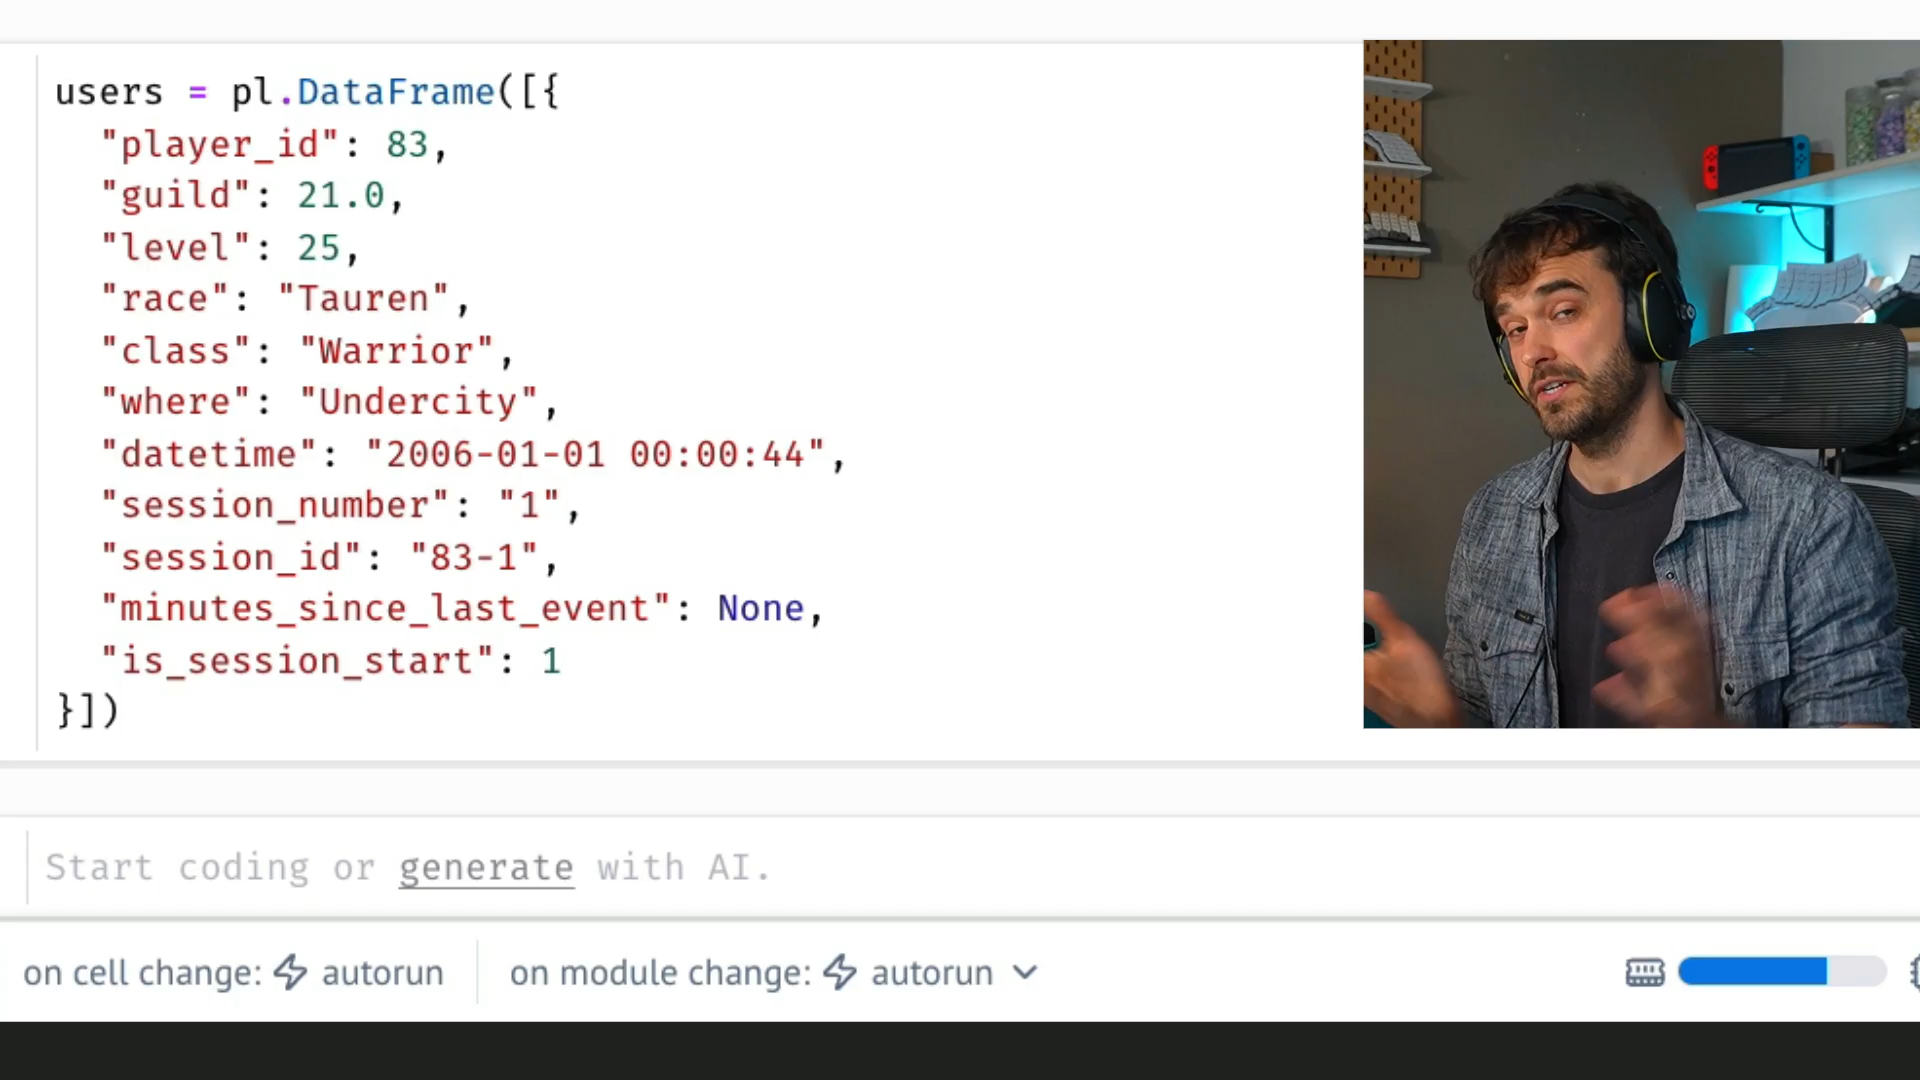 users = pl.DataFrame([{
"player_id": 83,
"guild": 21.0,
"level": 25,
"race": "Tauren",
"class": "Warrior",
"where": "Undercity",
"datetime": "2006-01-01 00:00:44",
"session_number": "1",
"session_id": "83-1",
"minutes_since_last_event": None,
"is_session_start": 1
}])
Start coding or generate with AI.
on cell change: autorun on module change: autorun